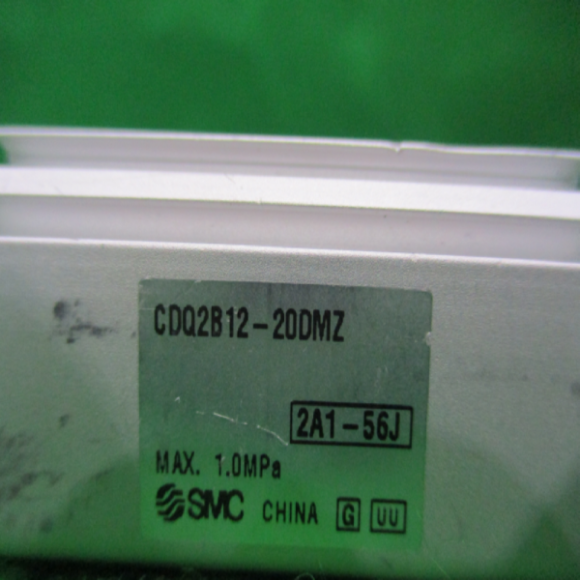 CDQ2B12-20DMZ
2A1-56J
MAX. 1.0MPa
SMC CHINA G UU